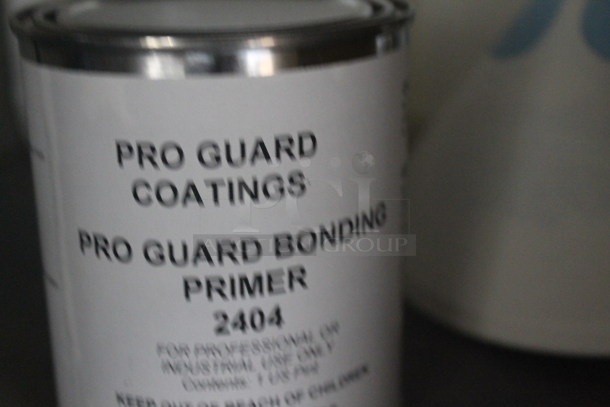 PRO GUARD
COATINGS
PRO GUARD BONDING
PRIMER
2404
FOR PROFESSIONAL OR
INDUSTRIAL USE ONLY
Contents: 1 US Pint
KEEP OUT OF REACH OF CHILDREN
GROUP